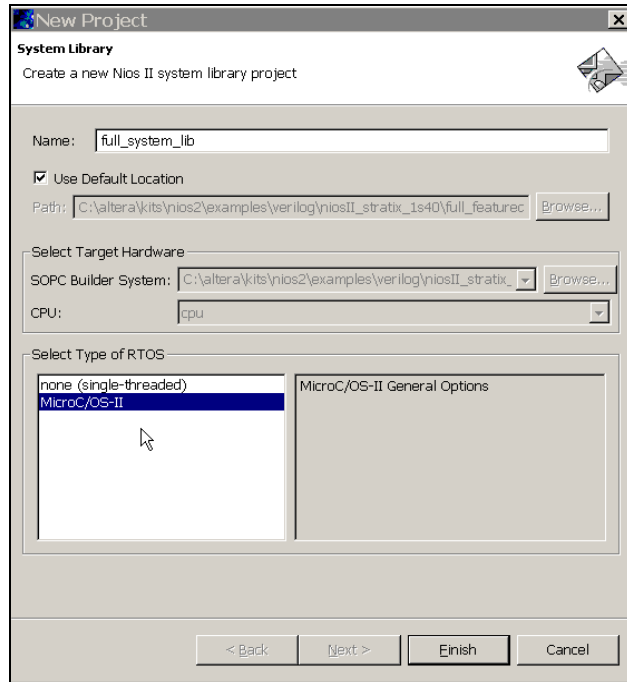 New Project
System Library
Create a new Nios II system library project
Name: full_system_lib
Use Default Location
Path: C:\altera\kits\nios2\examples\verilog\niosII_stratix_1s40\full_featurec Browse...
Select Target Hardware
SOPC Builder System: C:\altera\kits\nios2\examples\verilog\niosII_stratix_ Browse...
CPU: cpu
Select Type of RTOS
none (single-threaded)
MicroC/OS-II
MicroC/OS-II General Options
< Back Next > Finish Cancel